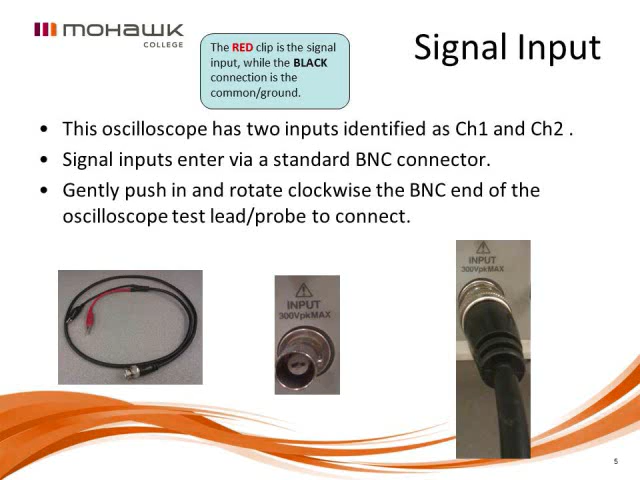 mohawk
COLLEGE
The RED clip is the signal
input, while the BLACK
connection is the
common/ground.
Signal Input
• This oscilloscope has two inputs identified as Ch1 and Ch2 .
• Signal inputs enter via a standard BNC connector.
• Gently push in and rotate clockwise the BNC end of the
oscilloscope test lead/probe to connect.
INPUT
300VpkMAX
INPUT
300VpkMAX
5